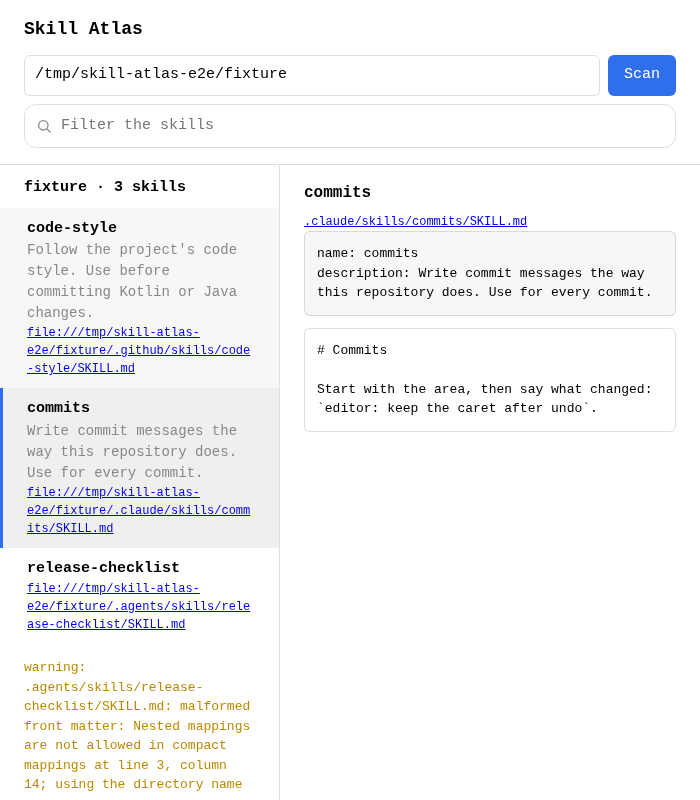 Skill Atlas
/tmp/skill-atlas-e2e/fixture
Scan
Filter the skills
fixture · 3 skills
code-style
Follow the project's code
style. Use before
committing Kotlin or Java
changes.
file:///tmp/skill-atlas-
e2e/fixture/.github/skills/code
-style/SKILL.md
commits
Write commit messages the
way this repository does.
Use for every commit.
file:///tmp/skill-atlas-
e2e/fixture/.claude/skills/comm
its/SKILL.md
release-checklist
file:///tmp/skill-atlas-
e2e/fixture/.agents/skills/rele
ase-checklist/SKILL.md
warning:
.agents/skills/release-
checklist/SKILL.md: malformed
front matter: Nested mappings
are not allowed in compact
mappings at line 3, column
14; using the directory name
commits
.claude/skills/commits/SKILL.md
name: commits
description: Write commit messages the way
this repository does. Use for every commit.
# Commits
Start with the area, then say what changed:
`editor: keep the caret after undo`.